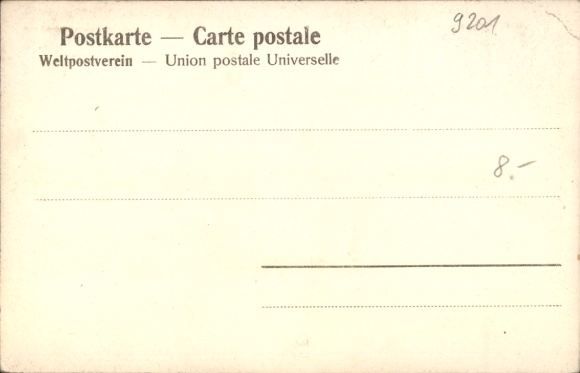 9201
Postkarte — Carte postale
Weltpostverein — Union postale Universelle
8.-